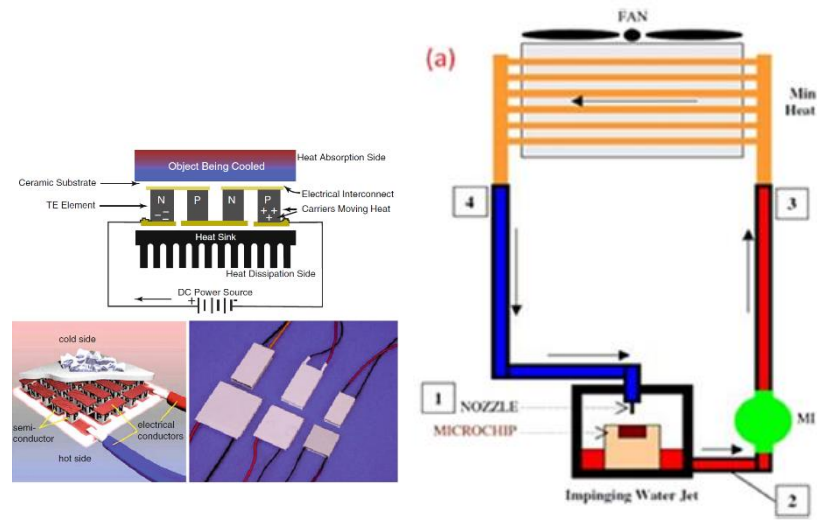 Object Being Cooled
Heat Absorption Side
Ceramic Substrate
Electrical Interconnect
TE Element
N
P
N
P
Carriers Moving Heat
− −
−
+ +
+
Heat Sink
Heat Dissipation Side
DC Power Source
+
-
cold side
semi-
conductor
electrical
conductors
hot side
FAN
(a)
Min
Heat
4
3
1
NOZZLE
MICROCHIP
MI
Impinging Water Jet
2